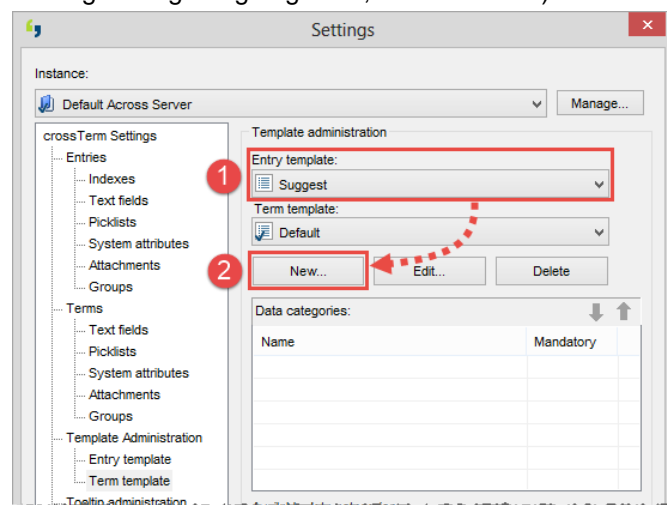 Settings
Instance:
Default Across Server
Manage...
crossTerm Settings
Entries
Indexes
Text fields
Picklists
System attributes
Attachments
Groups
Terms
Text fields
Picklists
System attributes
Attachments
Groups
Template Administration
Entry template
Term template
Tooltip administration
Template administration
1
Entry template:
Suggest
Term template:
Default
2
New...
Edit...
Delete
Data categories:
Name
Mandatory